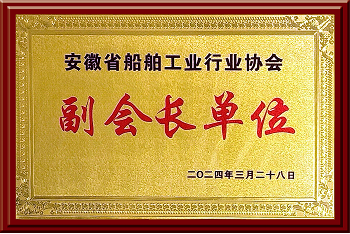 安徽省船舶工业行业协会
副会长单位
二〇二四年三月二十八日